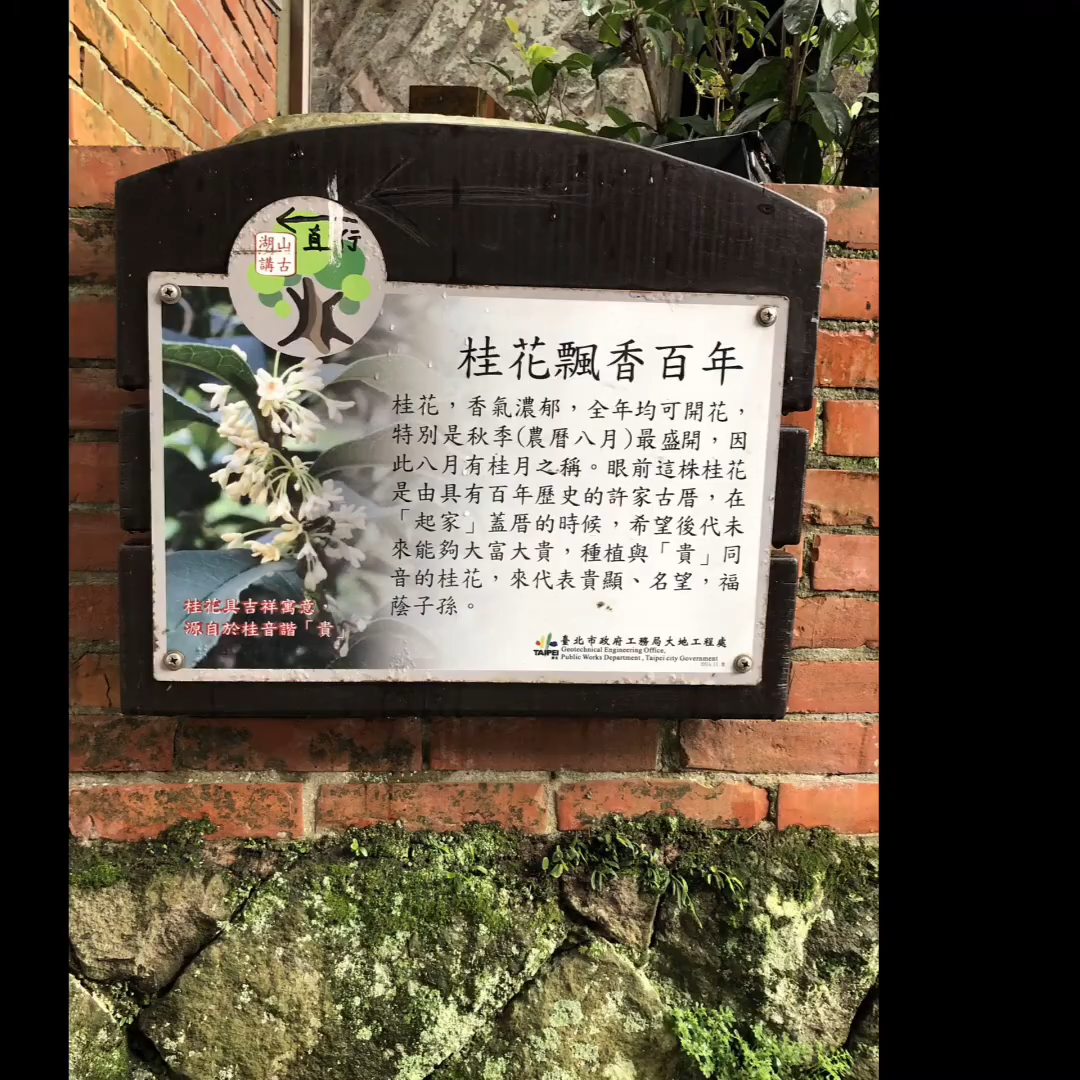 直行
湖山
講古
桂花飄香百年
桂花，香氣濃郁，全年均可開花，
特別是秋季(農曆八月)最盛開，因
此八月有桂月之稱。眼前這株桂花
是由具有百年歷史的許家古厝，在
「起家」蓋厝的時候，希望後代未
來能夠大富大貴，種植與「貴」同
音的桂花，來代表貴顯、名望，福
蔭子孫。
桂花具吉祥寓意，
源自於桂音諧「貴」
TAIPEI
臺北市政府工務局大地工程處
Geotechnical Engineering Office,
Public Works Department, Taipei city Government